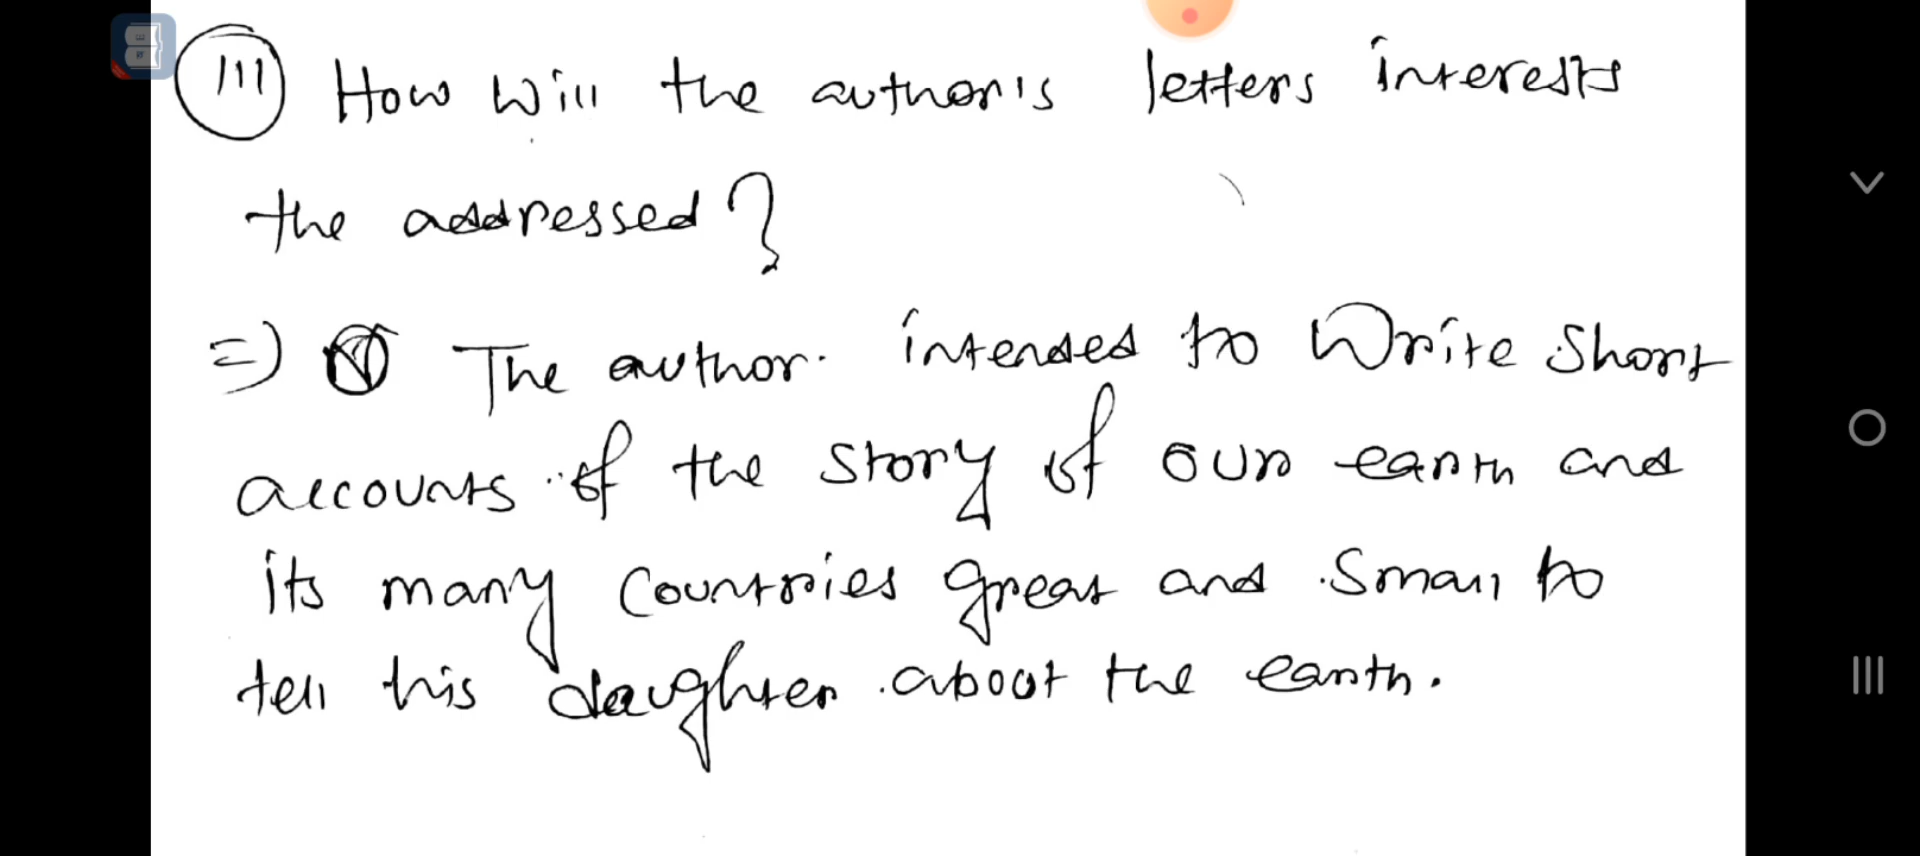 (111) How will the author's letters interests
the addressed?
=) The author. intended to Write short
accounts of the story of our earth and
its many Countries great and small to
tell his daughter about the earth.